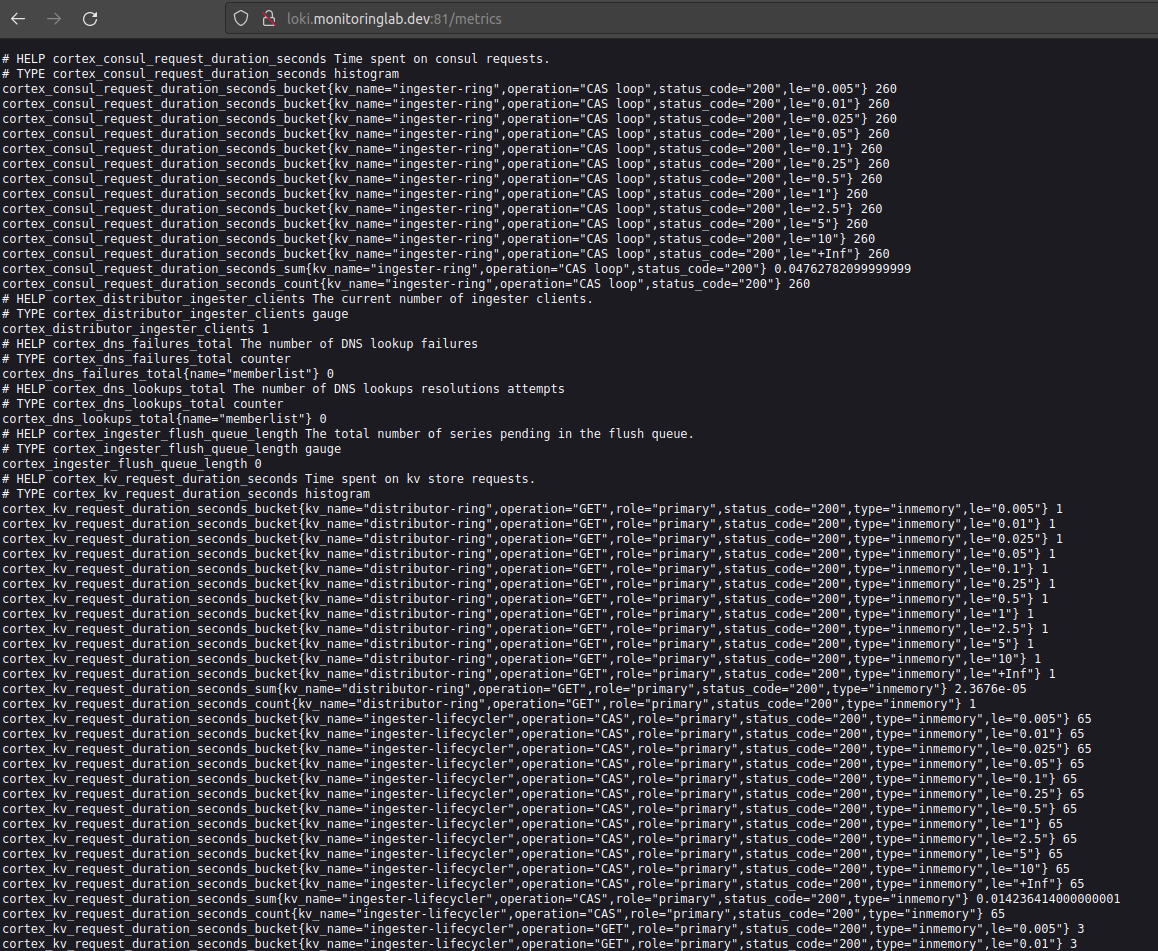 loki.monitoringlab.dev:81/metrics
# HELP cortex_consul_request_duration_seconds Time spent on consul requests.
# TYPE cortex_consul_request_duration_seconds histogram
cortex_consul_request_duration_seconds_bucket{kv_name="ingester-ring",operation="CAS loop",status_code="200",le="0.005"} 260
cortex_consul_request_duration_seconds_bucket{kv_name="ingester-ring",operation="CAS loop",status_code="200",le="0.01"} 260
cortex_consul_request_duration_seconds_bucket{kv_name="ingester-ring",operation="CAS loop",status_code="200",le="0.025"} 260
cortex_consul_request_duration_seconds_bucket{kv_name="ingester-ring",operation="CAS loop",status_code="200",le="0.05"} 260
cortex_consul_request_duration_seconds_bucket{kv_name="ingester-ring",operation="CAS loop",status_code="200",le="0.1"} 260
cortex_consul_request_duration_seconds_bucket{kv_name="ingester-ring",operation="CAS loop",status_code="200",le="0.25"} 260
cortex_consul_request_duration_seconds_bucket{kv_name="ingester-ring",operation="CAS loop",status_code="200",le="0.5"} 260
cortex_consul_request_duration_seconds_bucket{kv_name="ingester-ring",operation="CAS loop",status_code="200",le="1"} 260
cortex_consul_request_duration_seconds_bucket{kv_name="ingester-ring",operation="CAS loop",status_code="200",le="2.5"} 260
cortex_consul_request_duration_seconds_bucket{kv_name="ingester-ring",operation="CAS loop",status_code="200",le="5"} 260
cortex_consul_request_duration_seconds_bucket{kv_name="ingester-ring",operation="CAS loop",status_code="200",le="10"} 260
cortex_consul_request_duration_seconds_bucket{kv_name="ingester-ring",operation="CAS loop",status_code="200",le="+Inf"} 260
cortex_consul_request_duration_seconds_sum{kv_name="ingester-ring",operation="CAS loop",status_code="200"} 0.04762782099999999
cortex_consul_request_duration_seconds_count{kv_name="ingester-ring",operation="CAS loop",status_code="200"} 260
# HELP cortex_distributor_ingester_clients The current number of ingester clients.
# TYPE cortex_distributor_ingester_clients gauge
cortex_distributor_ingester_clients 1
# HELP cortex_dns_failures_total The number of DNS lookup failures
# TYPE cortex_dns_failures_total counter
cortex_dns_failures_total{name="memberlist"} 0
# HELP cortex_dns_lookups_total The number of DNS lookups resolutions attempts
# TYPE cortex_dns_lookups_total counter
cortex_dns_lookups_total{name="memberlist"} 0
# HELP cortex_ingester_flush_queue_length The total number of series pending in the flush queue.
# TYPE cortex_ingester_flush_queue_length gauge
cortex_ingester_flush_queue_length 0
# HELP cortex_kv_request_duration_seconds Time spent on kv store requests.
# TYPE cortex_kv_request_duration_seconds histogram
cortex_kv_request_duration_seconds_bucket{kv_name="distributor-ring",operation="GET",role="primary",status_code="200",type="inmemory",le="0.005"} 1
cortex_kv_request_duration_seconds_bucket{kv_name="distributor-ring",operation="GET",role="primary",status_code="200",type="inmemory",le="0.01"} 1
cortex_kv_request_duration_seconds_bucket{kv_name="distributor-ring",operation="GET",role="primary",status_code="200",type="inmemory",le="0.025"} 1
cortex_kv_request_duration_seconds_bucket{kv_name="distributor-ring",operation="GET",role="primary",status_code="200",type="inmemory",le="0.05"} 1
cortex_kv_request_duration_seconds_bucket{kv_name="distributor-ring",operation="GET",role="primary",status_code="200",type="inmemory",le="0.1"} 1
cortex_kv_request_duration_seconds_bucket{kv_name="distributor-ring",operation="GET",role="primary",status_code="200",type="inmemory",le="0.25"} 1
cortex_kv_request_duration_seconds_bucket{kv_name="distributor-ring",operation="GET",role="primary",status_code="200",type="inmemory",le="0.5"} 1
cortex_kv_request_duration_seconds_bucket{kv_name="distributor-ring",operation="GET",role="primary",status_code="200",type="inmemory",le="1"} 1
cortex_kv_request_duration_seconds_bucket{kv_name="distributor-ring",operation="GET",role="primary",status_code="200",type="inmemory",le="2.5"} 1
cortex_kv_request_duration_seconds_bucket{kv_name="distributor-ring",operation="GET",role="primary",status_code="200",type="inmemory",le="5"} 1
cortex_kv_request_duration_seconds_bucket{kv_name="distributor-ring",operation="GET",role="primary",status_code="200",type="inmemory",le="10"} 1
cortex_kv_request_duration_seconds_bucket{kv_name="distributor-ring",operation="GET",role="primary",status_code="200",type="inmemory",le="+Inf"} 1
cortex_kv_request_duration_seconds_sum{kv_name="distributor-ring",operation="GET",role="primary",status_code="200",type="inmemory"} 2.3676e-05
cortex_kv_request_duration_seconds_count{kv_name="distributor-ring",operation="GET",role="primary",status_code="200",type="inmemory"} 1
cortex_kv_request_duration_seconds_bucket{kv_name="ingester-lifecycler",operation="CAS",role="primary",status_code="200",type="inmemory",le="0.005"} 65
cortex_kv_request_duration_seconds_bucket{kv_name="ingester-lifecycler",operation="CAS",role="primary",status_code="200",type="inmemory",le="0.01"} 65
cortex_kv_request_duration_seconds_bucket{kv_name="ingester-lifecycler",operation="CAS",role="primary",status_code="200",type="inmemory",le="0.025"} 65
cortex_kv_request_duration_seconds_bucket{kv_name="ingester-lifecycler",operation="CAS",role="primary",status_code="200",type="inmemory",le="0.05"} 65
cortex_kv_request_duration_seconds_bucket{kv_name="ingester-lifecycler",operation="CAS",role="primary",status_code="200",type="inmemory",le="0.1"} 65
cortex_kv_request_duration_seconds_bucket{kv_name="ingester-lifecycler",operation="CAS",role="primary",status_code="200",type="inmemory",le="0.25"} 65
cortex_kv_request_duration_seconds_bucket{kv_name="ingester-lifecycler",operation="CAS",role="primary",status_code="200",type="inmemory",le="0.5"} 65
cortex_kv_request_duration_seconds_bucket{kv_name="ingester-lifecycler",operation="CAS",role="primary",status_code="200",type="inmemory",le="1"} 65
cortex_kv_request_duration_seconds_bucket{kv_name="ingester-lifecycler",operation="CAS",role="primary",status_code="200",type="inmemory",le="2.5"} 65
cortex_kv_request_duration_seconds_bucket{kv_name="ingester-lifecycler",operation="CAS",role="primary",status_code="200",type="inmemory",le="5"} 65
cortex_kv_request_duration_seconds_bucket{kv_name="ingester-lifecycler",operation="CAS",role="primary",status_code="200",type="inmemory",le="10"} 65
cortex_kv_request_duration_seconds_bucket{kv_name="ingester-lifecycler",operation="CAS",role="primary",status_code="200",type="inmemory",le="+Inf"} 65
cortex_kv_request_duration_seconds_sum{kv_name="ingester-lifecycler",operation="CAS",role="primary",status_code="200",type="inmemory"} 0.014236414000000001
cortex_kv_request_duration_seconds_count{kv_name="ingester-lifecycler",operation="CAS",role="primary",status_code="200",type="inmemory"} 65
cortex_kv_request_duration_seconds_bucket{kv_name="ingester-lifecycler",operation="GET",role="primary",status_code="200",type="inmemory",le="0.005"} 3
cortex_kv_request_duration_seconds_bucket{kv_name="ingester-lifecycler",operation="GET",role="primary",status_code="200",type="inmemory",le="0.01"} 3